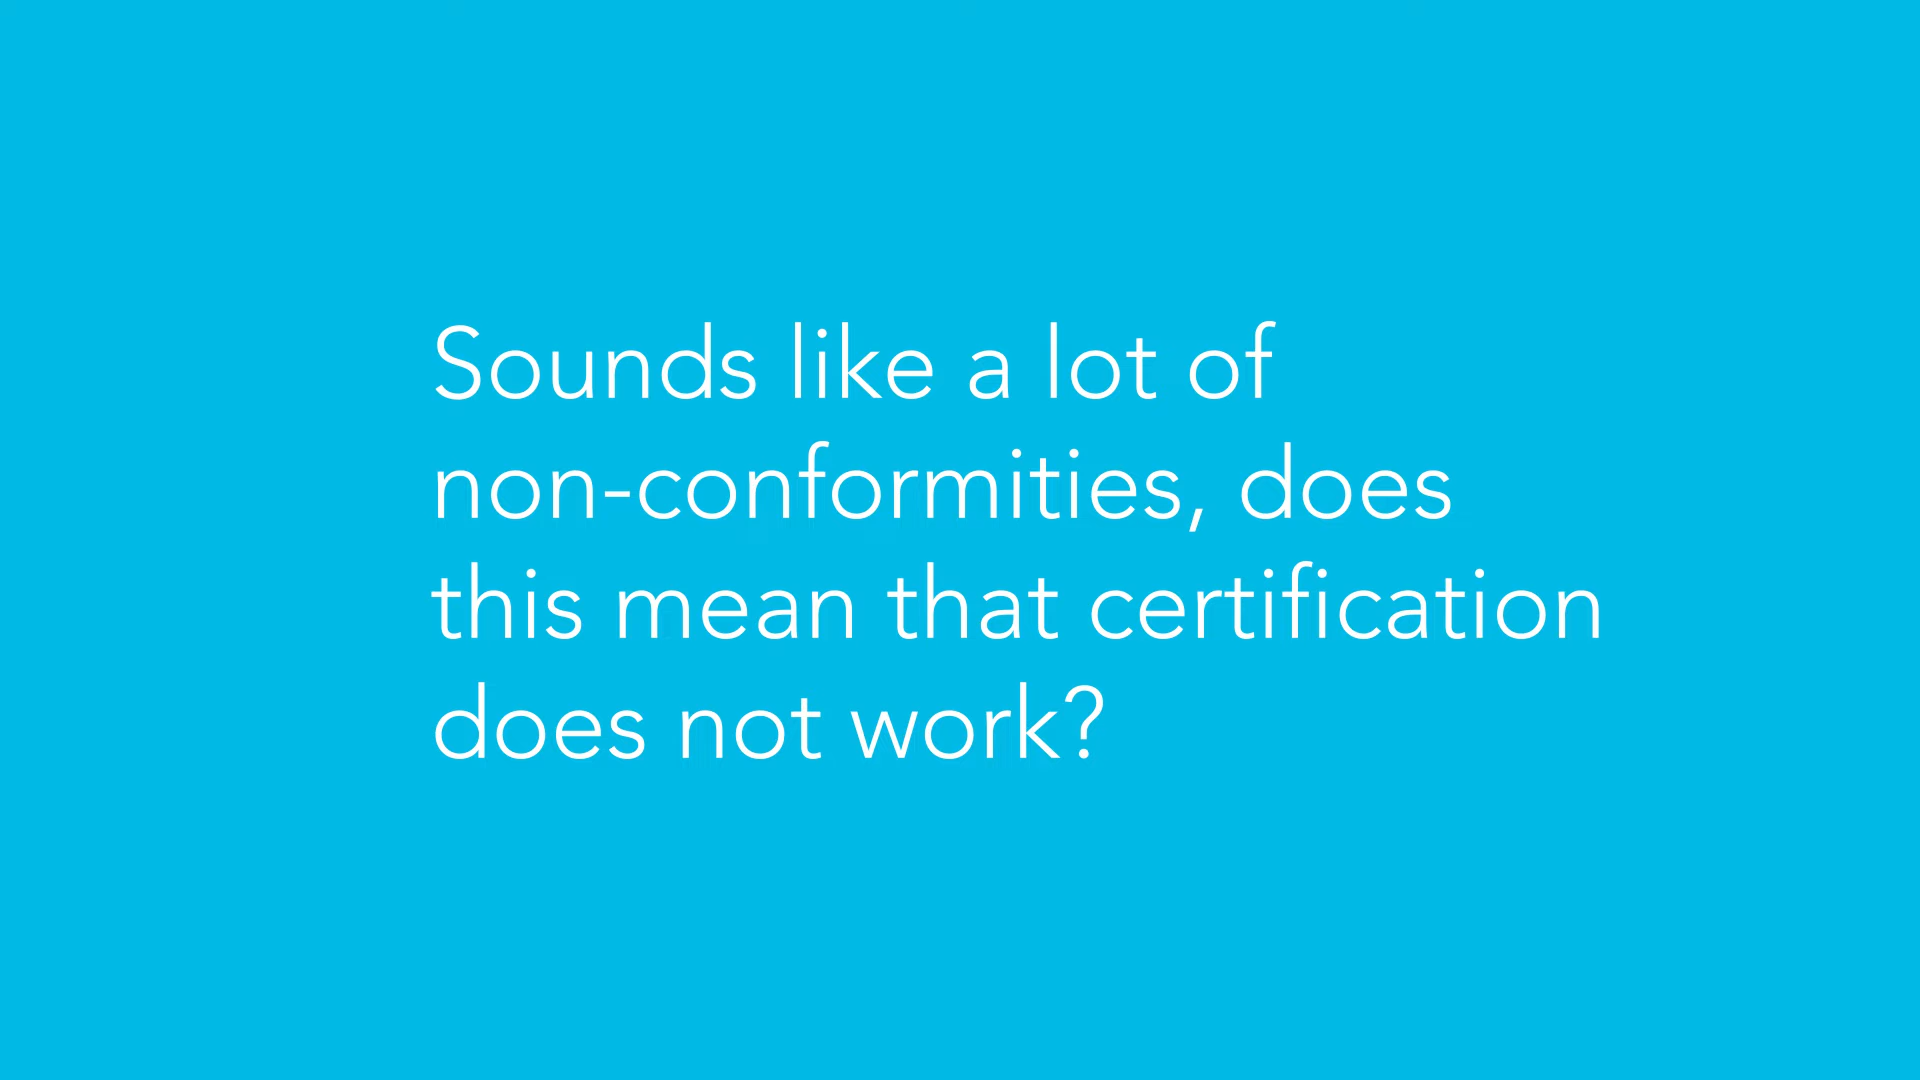 Sounds like a lot of
non-conformities, does
this mean that certification
does not work?